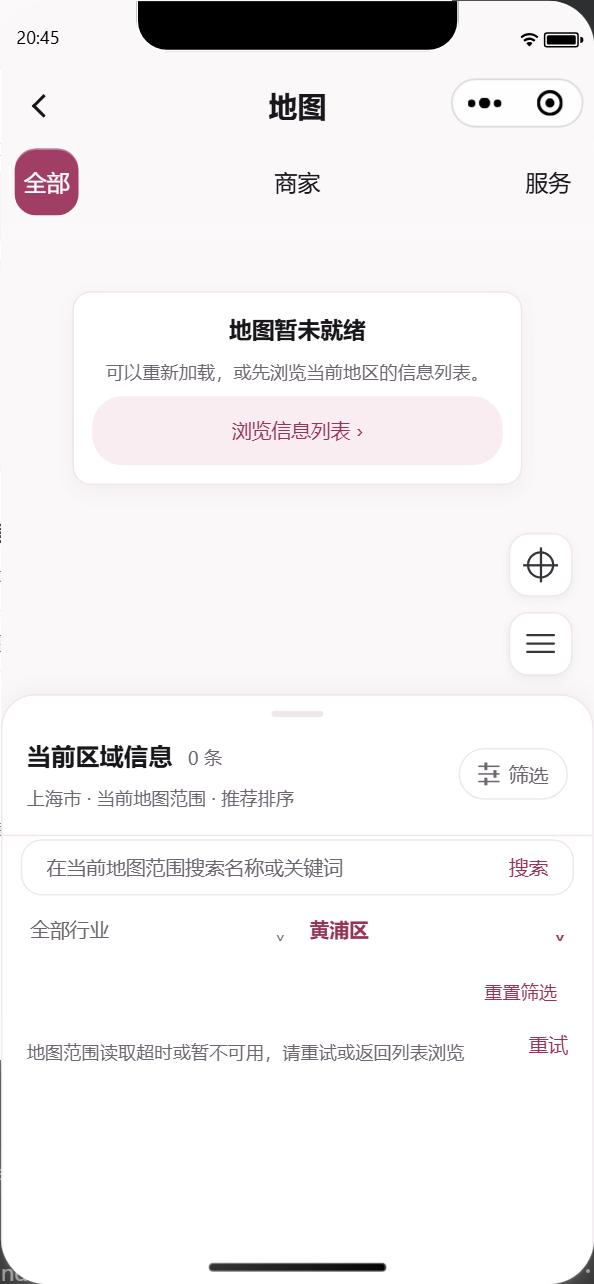 20:45
地图
全部
商家
服务
地图暂未就绪
可以重新加载，或先浏览当前地区的信息列表。
浏览信息列表 ›
当前区域信息 0 条
筛选
上海市 · 当前地图范围 · 推荐排序
在当前地图范围搜索名称或关键词
搜索
全部行业
黄浦区
重置筛选
地图范围读取超时或暂不可用，请重试或返回列表浏览
重试